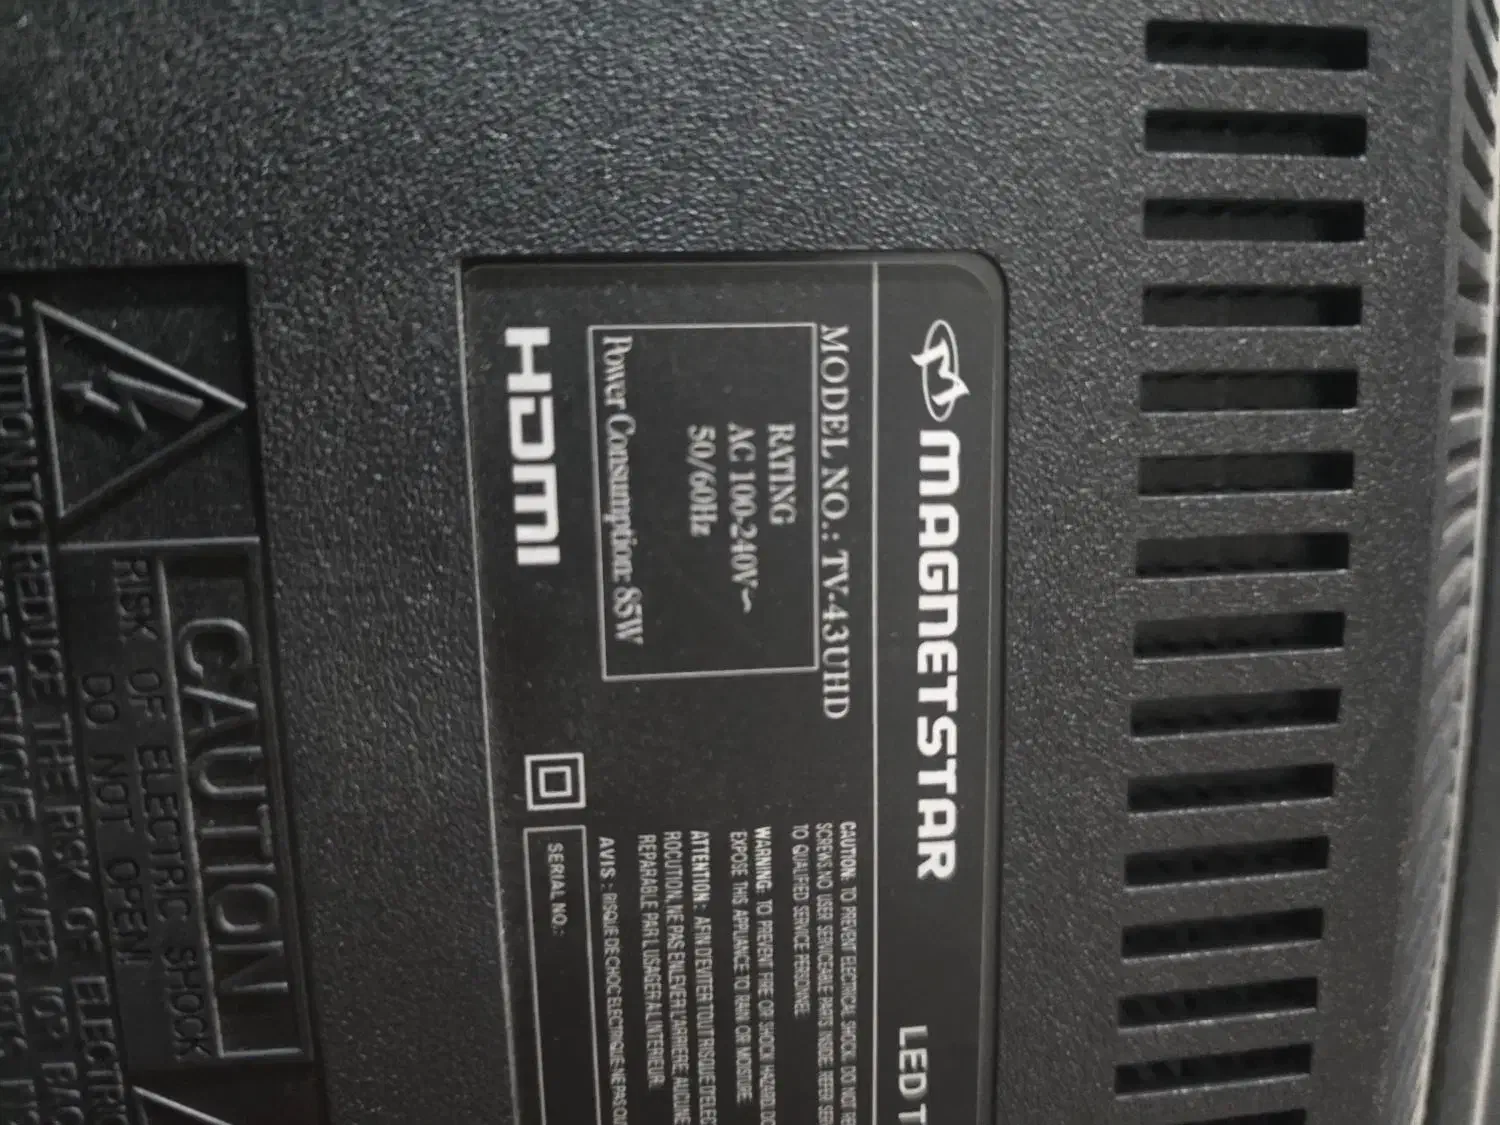 MAGNETSTAR
LED T
MODEL NO.: TV-43UHD
RATING
AC 100-240V~
50/60Hz
Power Consumption: 85W
HDMI
CAUTION: TO PREVENT ELECTRICAL SHOCK DO NOT RE
NO USER SERVICEABLE PARTS INSIDE. REFER SER
TO QUALIFIED SERVICE PERSONNEL
WARNING: TO PREVENT FIRE OR SHOCK HAZARD DO
EXPOSE THIS APPLIANCE TO RAIN OR MOISTURE
ATTENTION: AFIN D'EVITER TOUT RISQUE D'ELEC
ROCUTION, NE PAS ENLEVER L'ARRIERE. AUCUNE
REPARABLE PAR L'USAGER A L'INTERIEUR
AVIS: RISQUE DE CHOC ELECTRIQUE-NE PAS OU
SERIAL NO.:
CAUTION
RISK OF ELECTRIC SHOCK
DO NOT OPEN!
CAUTION: TO REDUCE THE RISK OF ELECTRIC